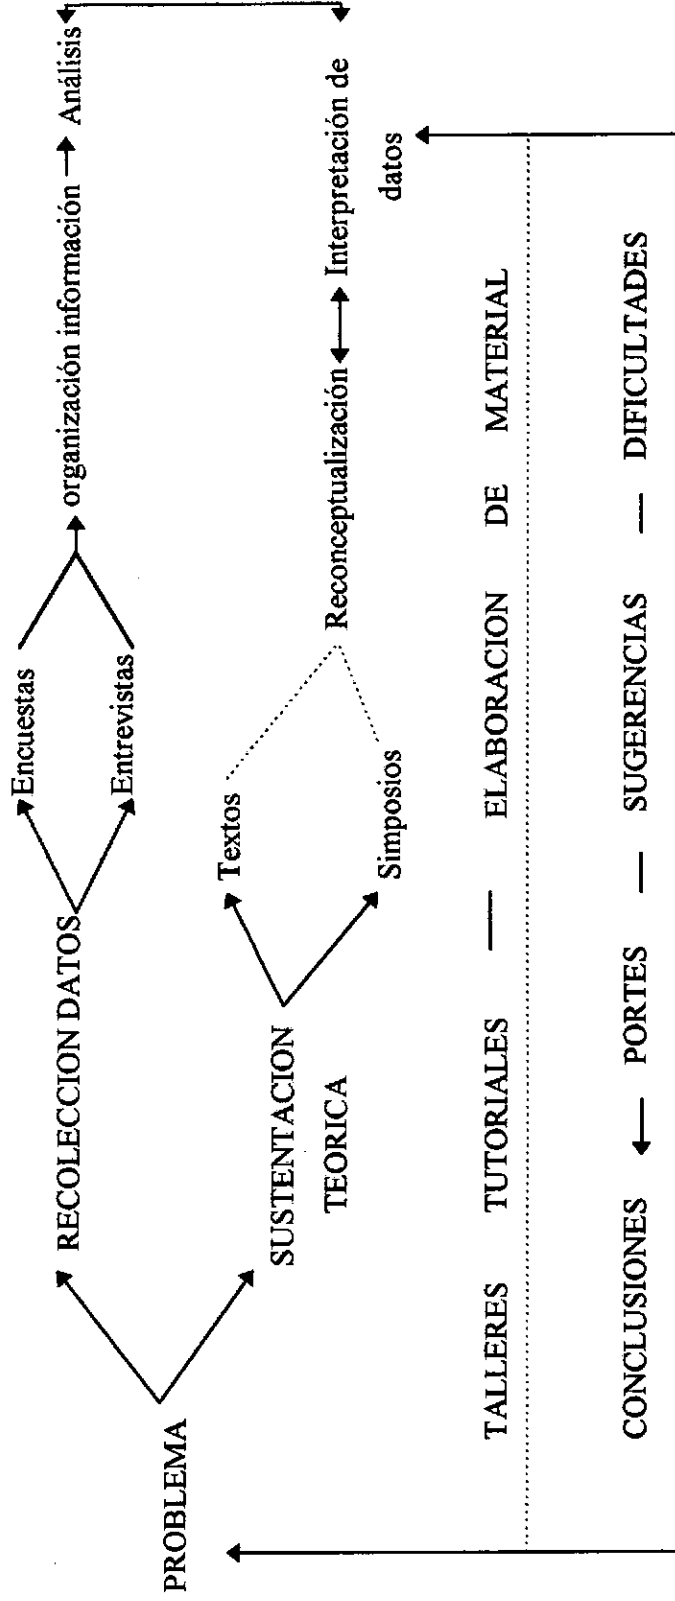 PROBLEMA
RECOLECCION DATOS
Encuestas
Entrevistas
organización información
Análisis
SUSTENTACION
TEORICA
Textos
Simposios
Reconceptualización
Interpretación de
datos
TALLERES TUTORIALES — ELABORACION DE MATERIAL
CONCLUSIONES ← PORTES — SUGERENCIAS — DIFICULTADES